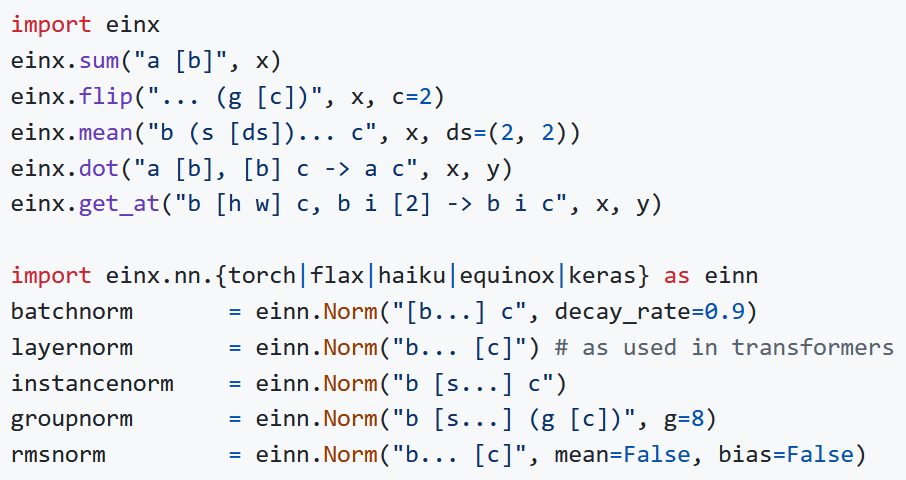 import einx
einx.sum("a [b]", x)
einx.flip("... (g [c])", x, c=2)
einx.mean("b (s [ds])... c", x, ds=(2, 2))
einx.dot("a [b], [b] c -> a c", x, y)
einx.get_at("b [h w] c, b i [2] -> b i c", x, y)

import einx.nn.{torch|flax|haiku|equinox|keras} as einn
batchnorm       = einn.Norm("[b...] c", decay_rate=0.9)
layernorm       = einn.Norm("b... [c]") # as used in transformers
instancenorm    = einn.Norm("b [s...] c")
groupnorm       = einn.Norm("b [s...] (g [c])", g=8)
rmsnorm         = einn.Norm("b... [c]", mean=False, bias=False)